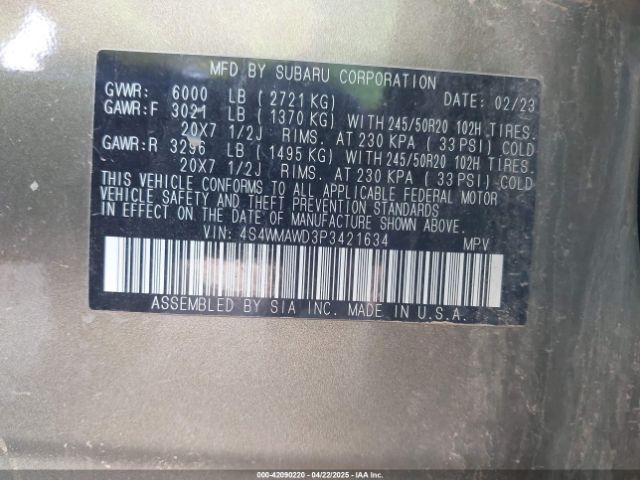 MFD BY SUBARU CORPORATION
GVWR: 6000 LB ( 2721 KG) DATE: 02/23
GAWR:F 3021 LB ( 1370 KG) WITH 245/50R20 102H TIRES.
20X7 1/2J RIMS. AT 230 KPA ( 33 PSI) COLD
GAWR:R 3296 LB ( 1495 KG) WITH 245/50R20 102H TIRES.
20X7 1/2J RIMS. AT 230 KPA ( 33 PSI) COLD
THIS VEHICLE CONFORMS TO ALL APPLICABLE FEDERAL MOTOR
VEHICLE SAFETY AND THEFT PREVENTION STANDARDS
IN EFFECT ON THE DATE OF MANUFACTURE SHOWN ABOVE.
VIN: 4S4WMAWD3P3421634 MPV
ASSEMBLED BY SIA INC. MADE IN U.S.A.
000-42090220 - 04/22/2025 - IAAI.COM